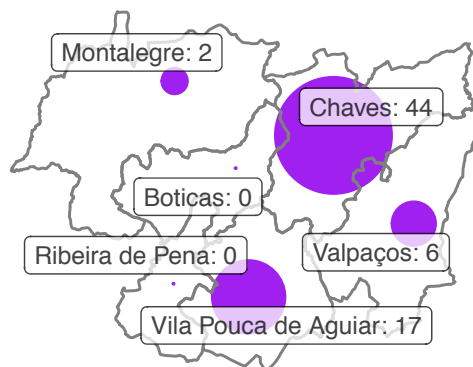 Montalegre: 2
Chaves: 44
Boticas: 0
Ribeira de Pena: 0
Valpaços: 6
Vila Pouca de Aguiar: 17